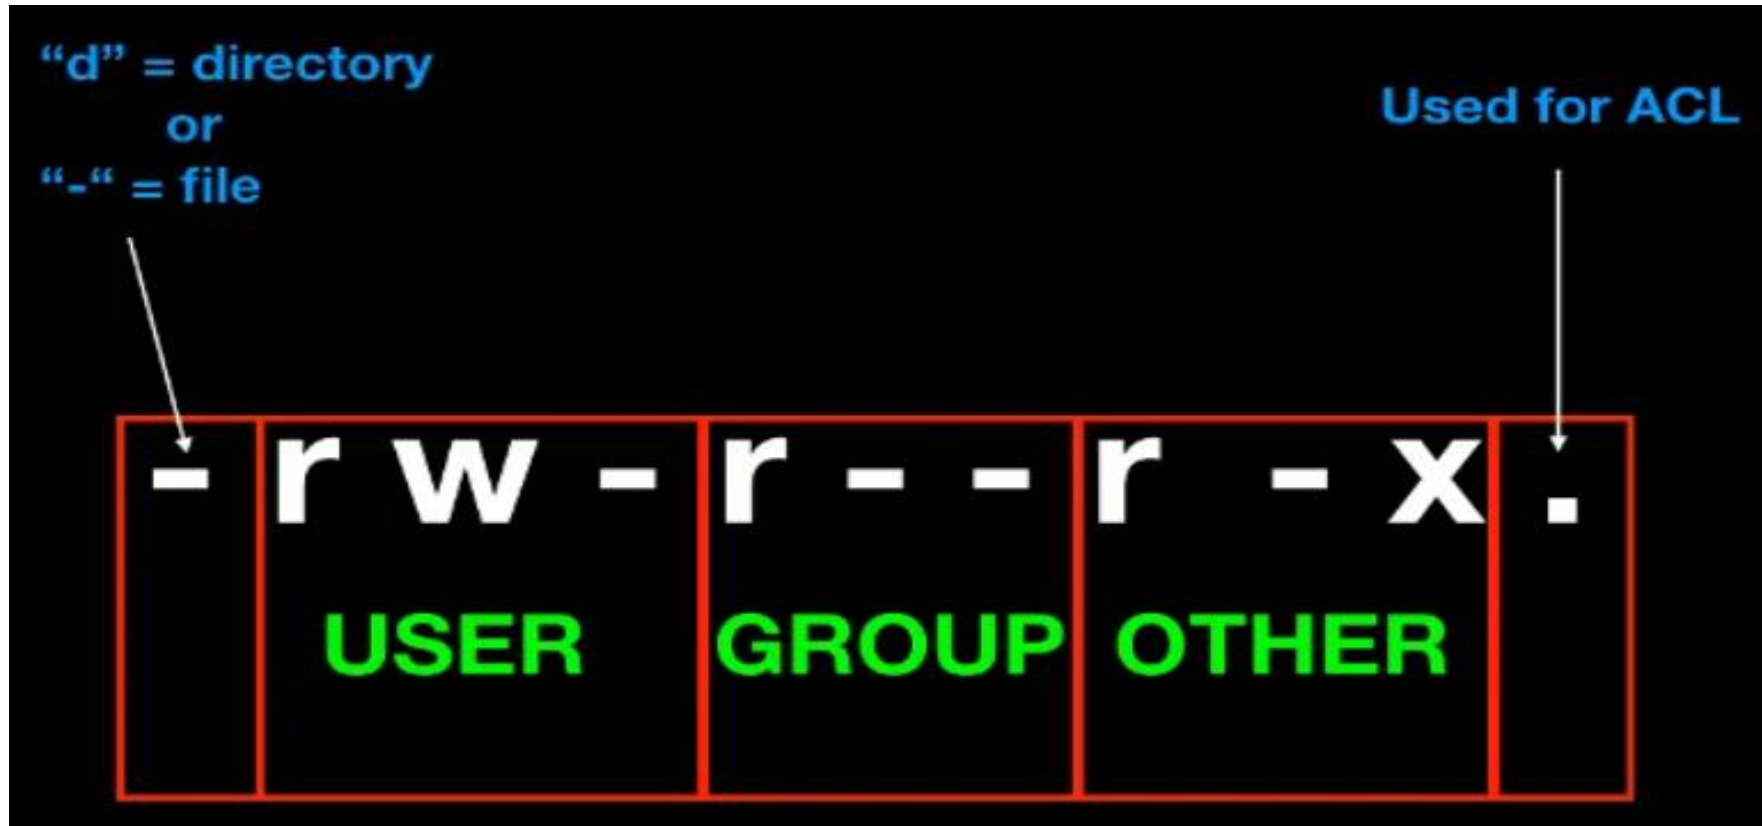 “d” = directory
or
“-“ = file
Used for ACL
- r w - r - - r - x .
USER GROUP OTHER